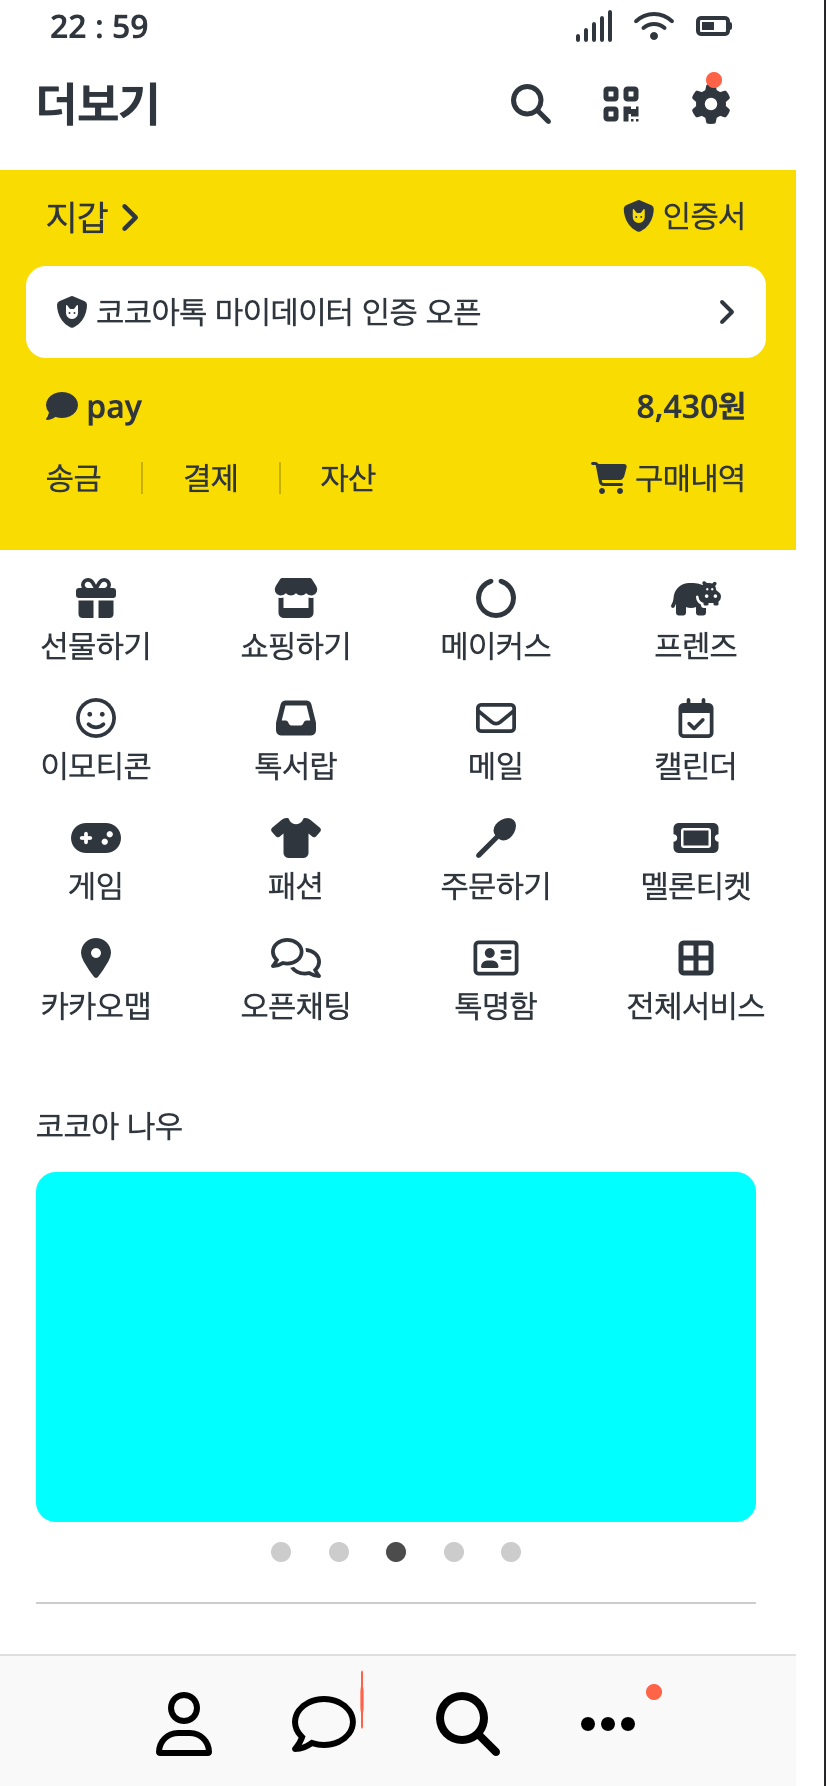 22 : 59
더보기
지갑
인증서
코코아톡 마이데이터 인증 오픈
pay
8,430원
송금 결제 자산
구매내역
선물하기 쇼핑하기 메이커스 프렌즈
이모티콘 톡서랍 메일 캘린더
게임 패션 주문하기 멜론티켓
카카오맵 오픈채팅 톡명함 전체서비스
코코아 나우